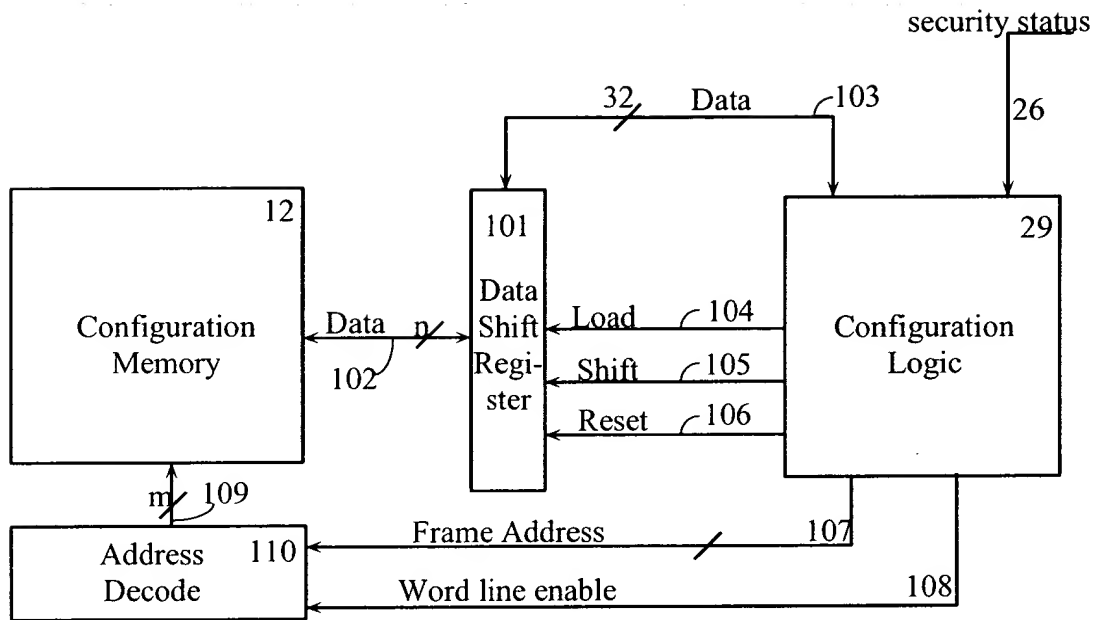 security status
32 Data 103
26
12
101
29
Data
Shift
Regi-
ster
Configuration
Memory
Data n
102
Load 104
Shift 105
Reset 106
Configuration
Logic
m 109
Frame Address 107
Address
Decode
110
Word line enable 108